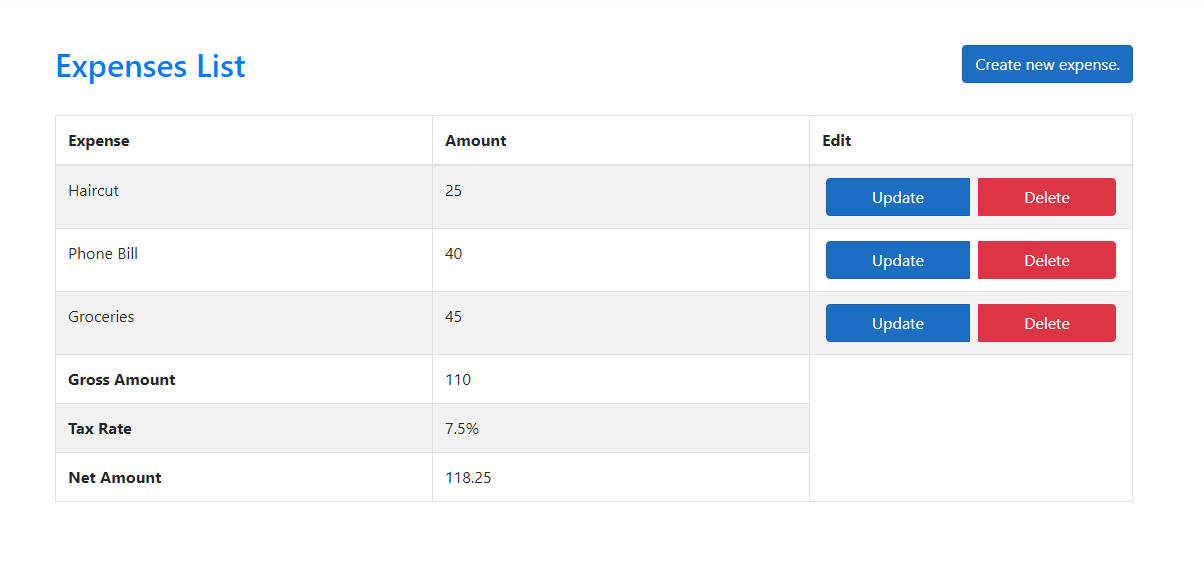 Expenses List
Create new expense.
Expense Amount Edit
Haircut 25 Update Delete
Phone Bill 40 Update Delete
Groceries 45 Update Delete
Gross Amount 110
Tax Rate 7.5%
Net Amount 118.25